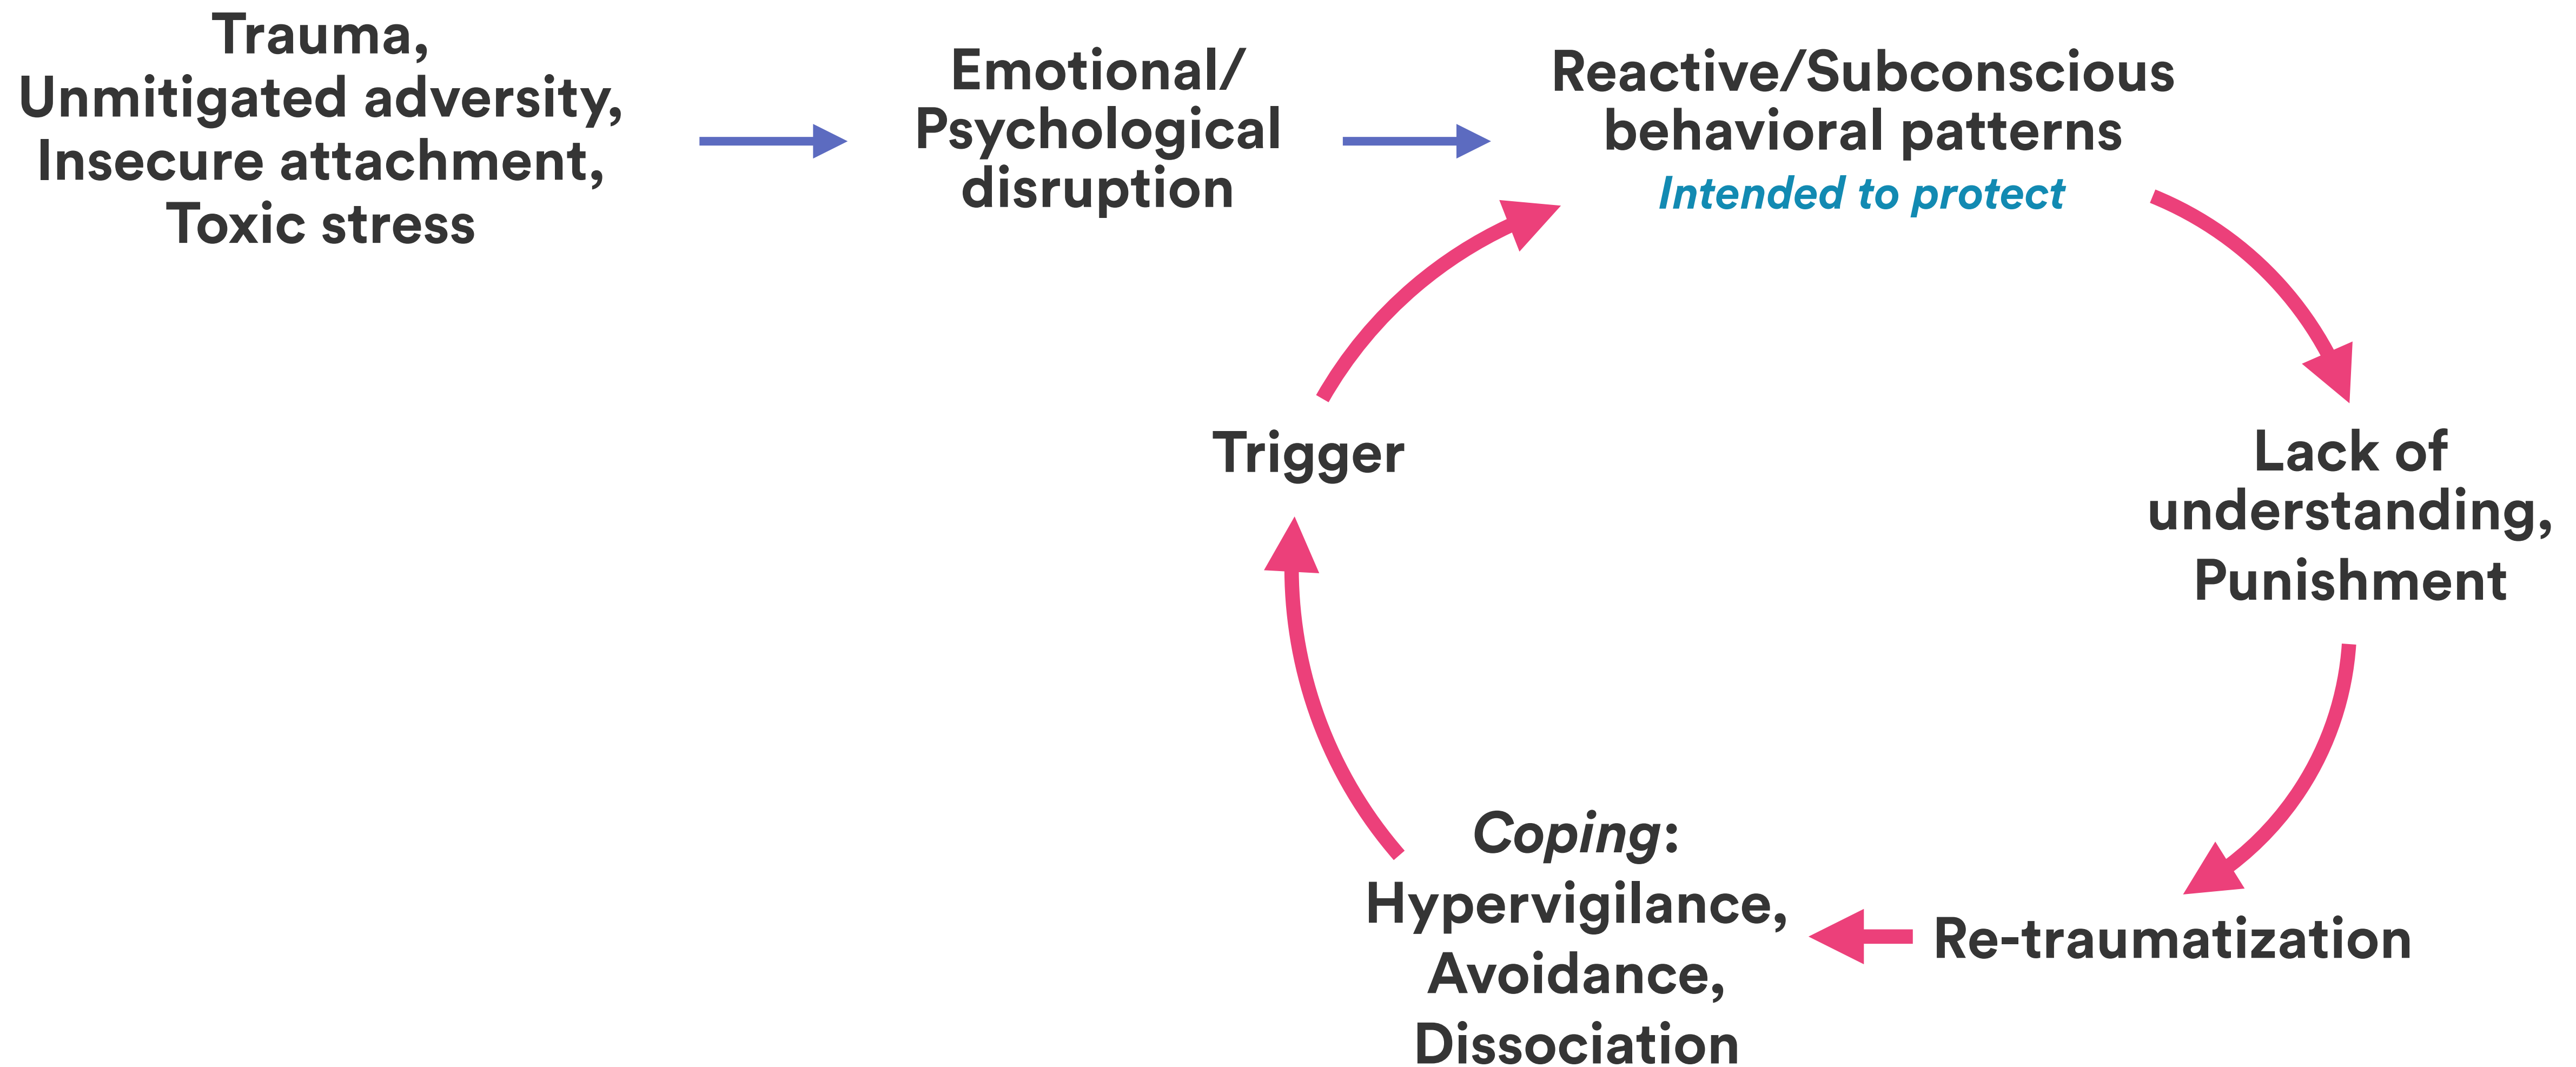 Trauma,
Unmitigated adversity,
Insecure attachment,
Toxic stress
Emotional/
Psychological
disruption
Reactive/Subconscious
behavioral patterns
Intended to protect
Lack of
understanding,
Punishment
Re-traumatization
Coping:
Hypervigilance,
Avoidance,
Dissociation
Trigger